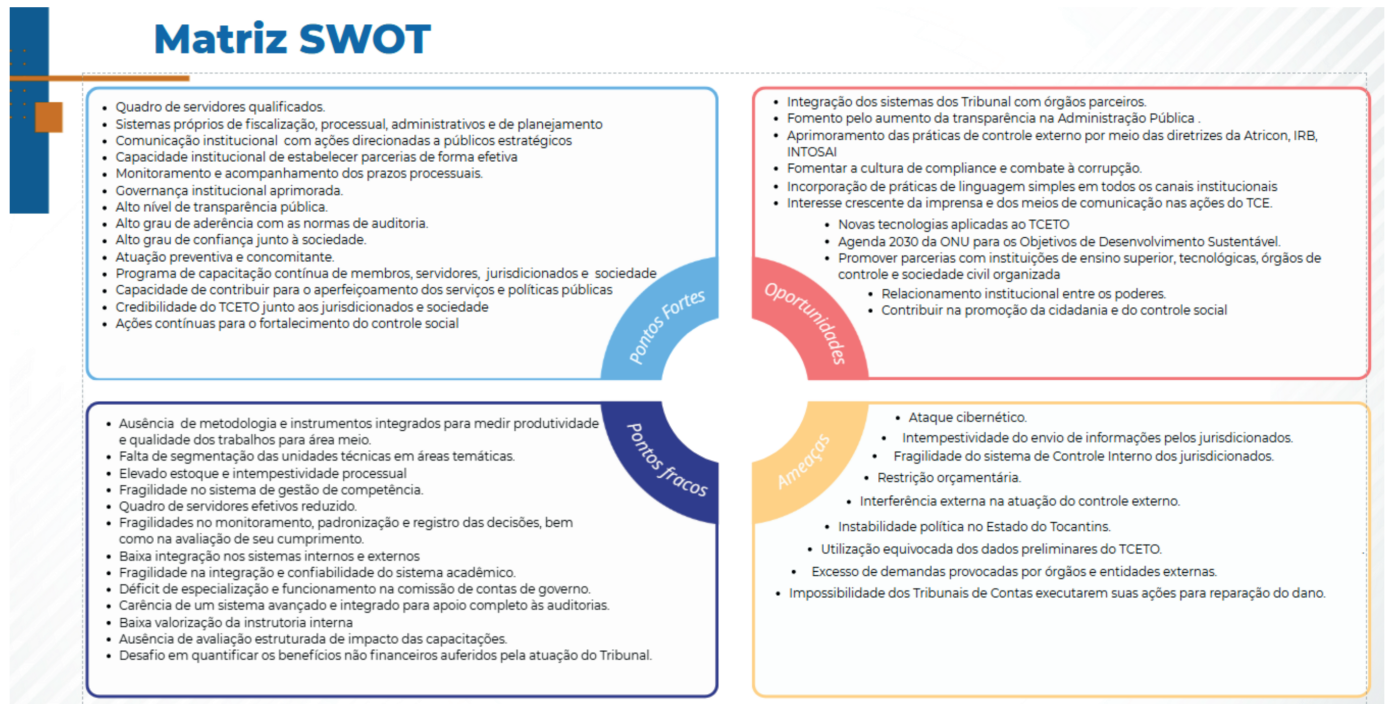 Matriz SWOT
• Quadro de servidores qualificados.
• Sistemas próprios de fiscalização, processual, administrativos e de planejamento
• Comunicação institucional com ações direcionadas a públicos estratégicos
• Capacidade institucional de estabelecer parcerias de forma efetiva
• Monitoramento e acompanhamento dos prazos processuais.
• Governança institucional aprimorada.
• Alto nível de transparência pública.
• Alto grau de aderência com as normas de auditoria.
• Alto grau de confiança junto à sociedade.
• Atuação preventiva e concomitante.
• Programa de capacitação contínua de membros, servidores, jurisdicionados e sociedade
• Capacidade de contribuir para o aperfeiçoamento dos serviços e políticas públicas
• Credibilidade do TCETO junto aos jurisdicionados e sociedade
• Ações contínuas para o fortalecimento do controle social
Pontos Fortes
• Integração dos sistemas dos Tribunal com órgãos parceiros.
• Fomento pelo aumento da transparência na Administração Pública .
• Aprimoramento das práticas de controle externo por meio das diretrizes da Atricon, IRB,
INTOSAI
• Fomentar a cultura de compliance e combate à corrupção.
• Incorporação de práticas de linguagem simples em todos os canais institucionais
• Interesse crescente da imprensa e dos meios de comunicação nas ações do TCE.
• Novas tecnologias aplicadas ao TCETO
• Agenda 2030 da ONU para os Objetivos de Desenvolvimento Sustentável.
• Promover parcerias com instituições de ensino superior, tecnológicas, órgãos de
controle e sociedade civil organizada
• Relacionamento institucional entre os poderes.
• Contribuir na promoção da cidadania e do controle social
Oportunidades
• Ausência de metodologia e instrumentos integrados para medir produtividade
e qualidade dos trabalhos para área meio.
• Falta de segmentação das unidades técnicas em áreas temáticas.
• Elevado estoque e intempestividade processual
• Fragilidade no sistema de gestão de competência.
• Quadro de servidores efetivos reduzido.
• Fragilidades no monitoramento, padronização e registro das decisões, bem
como na avaliação de seu cumprimento.
• Baixa integração nos sistemas internos e externos
• Fragilidade na integração e confiabilidade do sistema acadêmico.
• Déficit de especialização e funcionamento na comissão de contas de governo.
• Carência de um sistema avançado e integrado para apoio completo às auditorias.
• Baixa valorização da instrutoria interna
• Ausência de avaliação estruturada de impacto das capacitações.
• Desafio em quantificar os benefícios não financeiros auferidos pela atuação do Tribunal.
Pontos fracos
• Ataque cibernético.
• Intempestividade do envio de informações pelos jurisdicionados.
• Fragilidade do sistema de Controle Interno dos jurisdicionados.
• Restrição orçamentária.
• Interferência externa na atuação do controle externo.
• Instabilidade política no Estado do Tocantins.
• Utilização equivocada dos dados preliminares do TCETO.
• Excesso de demandas provocadas por órgãos e entidades externas.
• Impossibilidade dos Tribunais de Contas executarem suas ações para reparação do dano.
Ameaças